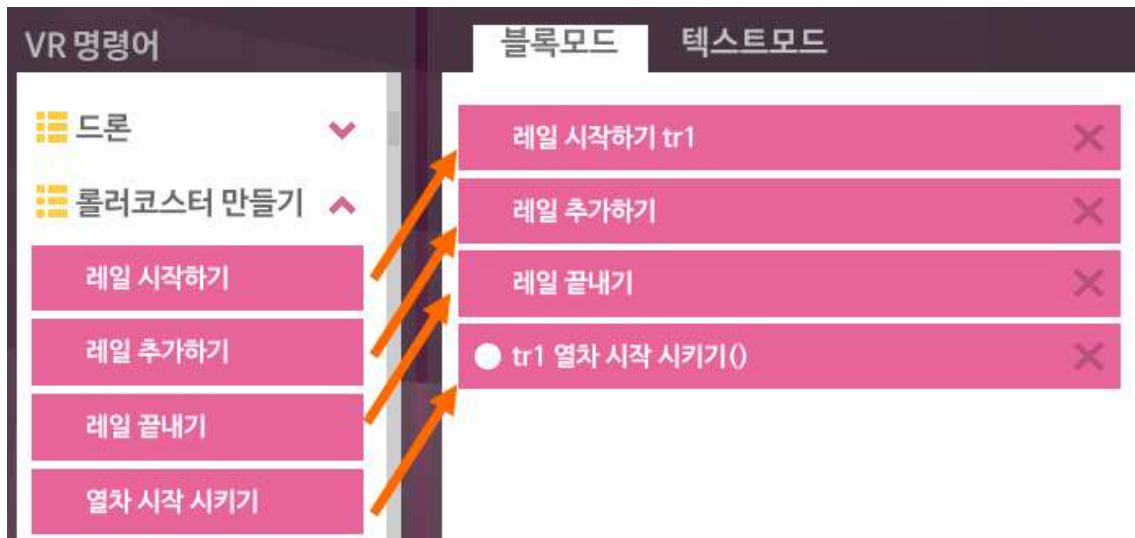 VR 명령어
드론
롤러코스터 만들기
레일 시작하기
레일 추가하기
레일 끝내기
열차 시작 시키기
블록모드 텍스트모드
레일 시작하기 tr1
레일 추가하기
레일 끝내기
tr1 열차 시작 시키기()